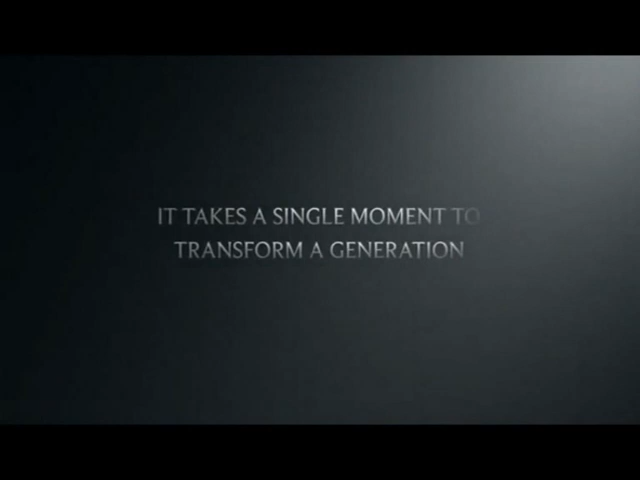 IT TAKES A SINGLE MOMENT TO
TRANSFORM A GENERATION